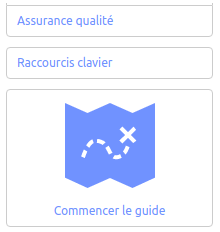 Assurance qualité
Raccourcis clavier
Commencer le guide